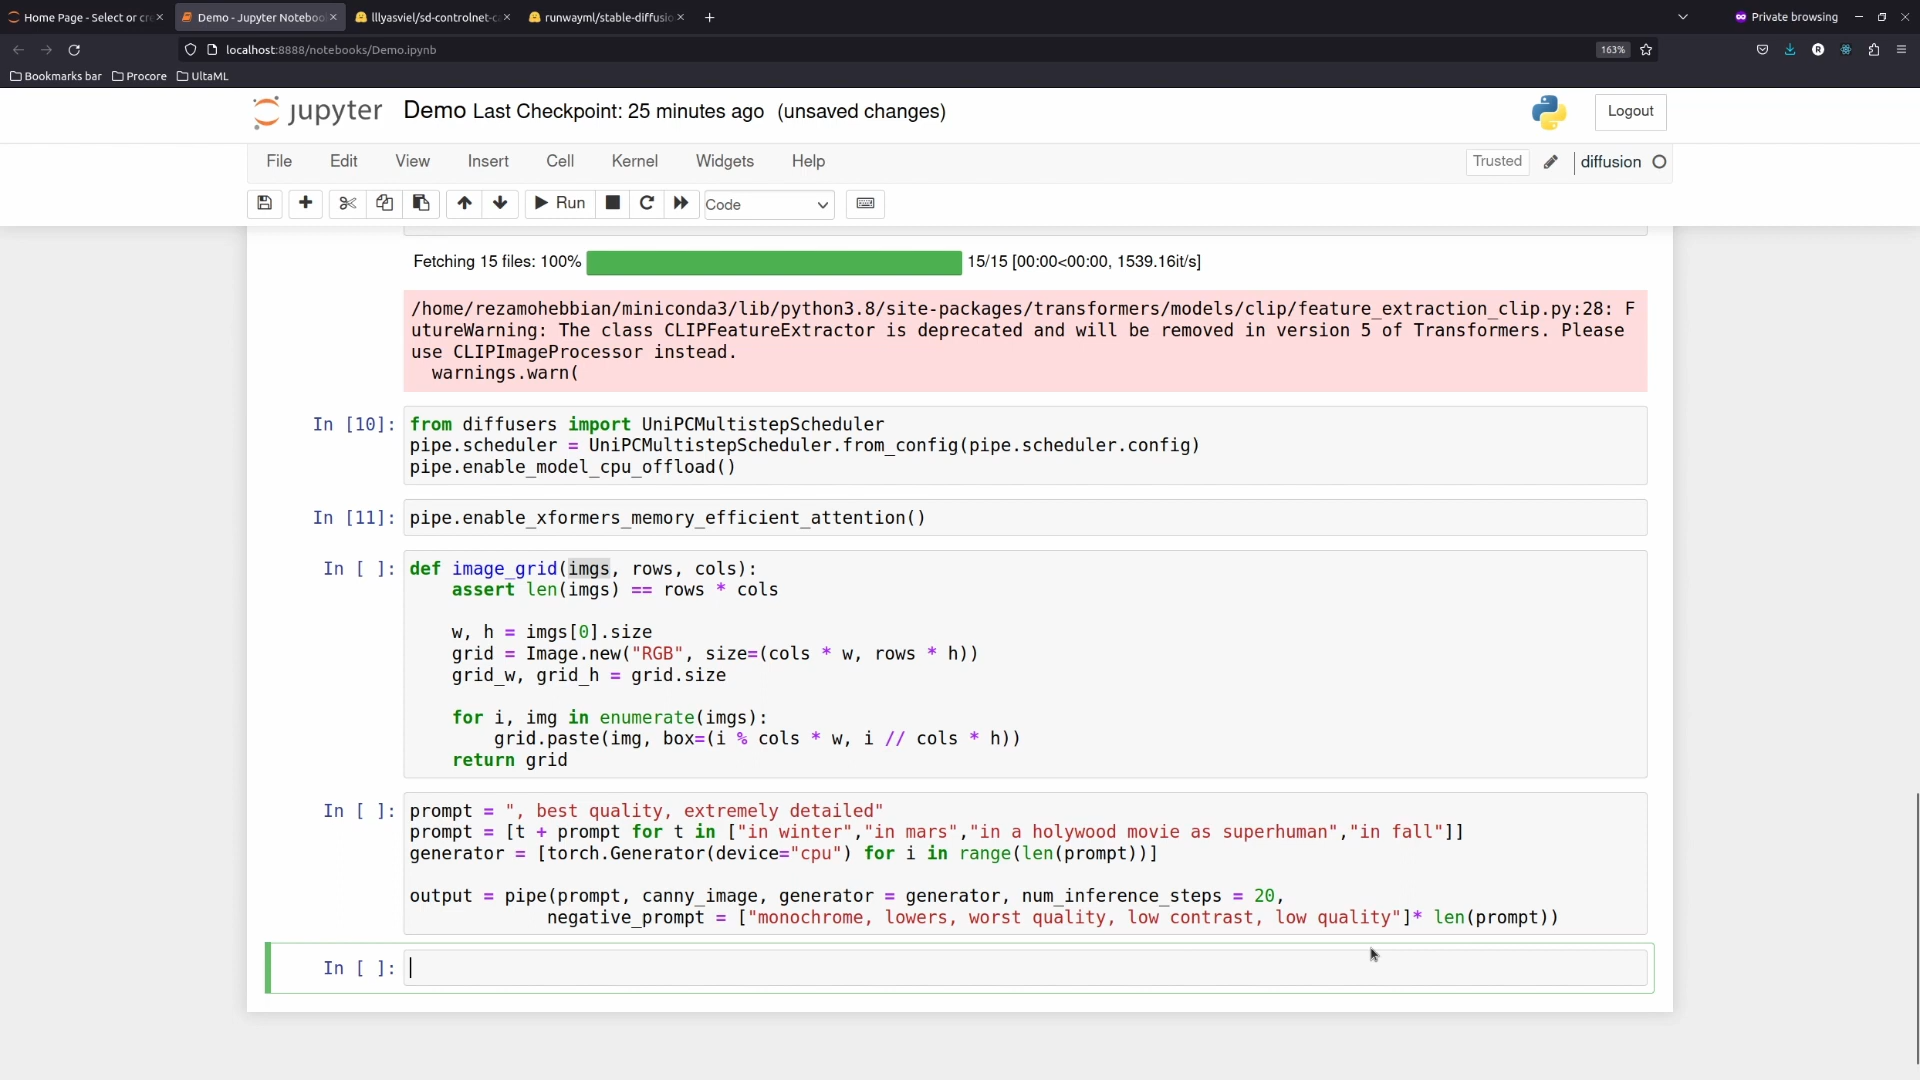 Home Page - Select or cr
Demo - Jupyter Noteboo
lllyasviel/sd-controlnet-c
runwayml/stable-diffusio
Private browsing
localhost:8888/notebooks/Demo.ipynb
163%
Bookmarks bar
Procore
UltaML
jupyter
Demo Last Checkpoint: 25 minutes ago (unsaved changes)
Logout
File Edit View Insert Cell Kernel Widgets Help
Trusted
diffusion
Run
Code
Fetching 15 files: 100%
15/15 [00:00<00:00, 1539.16it/s]
/home/rezamohebbian/miniconda3/lib/python3.8/site-packages/transformers/models/clip/feature_extraction_clip.py:28: F
utureWarning: The class CLIPFeatureExtractor is deprecated and will be removed in version 5 of Transformers. Please
use CLIPImageProcessor instead.
  warnings.warn(
In [10]: from diffusers import UniPCMultistepScheduler
pipe.scheduler = UniPCMultistepScheduler.from_config(pipe.scheduler.config)
pipe.enable_model_cpu_offload()
In [11]: pipe.enable_xformers_memory_efficient_attention()
In [ ]: def image_grid(imgs, rows, cols):
    assert len(imgs) == rows * cols
    w, h = imgs[0].size
    grid = Image.new("RGB", size=(cols * w, rows * h))
    grid_w, grid_h = grid.size
    for i, img in enumerate(imgs):
        grid.paste(img, box=(i % cols * w, i // cols * h))
    return grid
In [ ]: prompt = ", best quality, extremely detailed"
prompt = [t + prompt for t in ["in winter","in mars","in a holywood movie as superhuman","in fall"]]
generator = [torch.Generator(device="cpu") for i in range(len(prompt))]
output = pipe(prompt, canny_image, generator = generator, num_inference_steps = 20,
             negative_prompt = ["monochrome, lowers, worst quality, low contrast, low quality"]* len(prompt))
In [ ]: